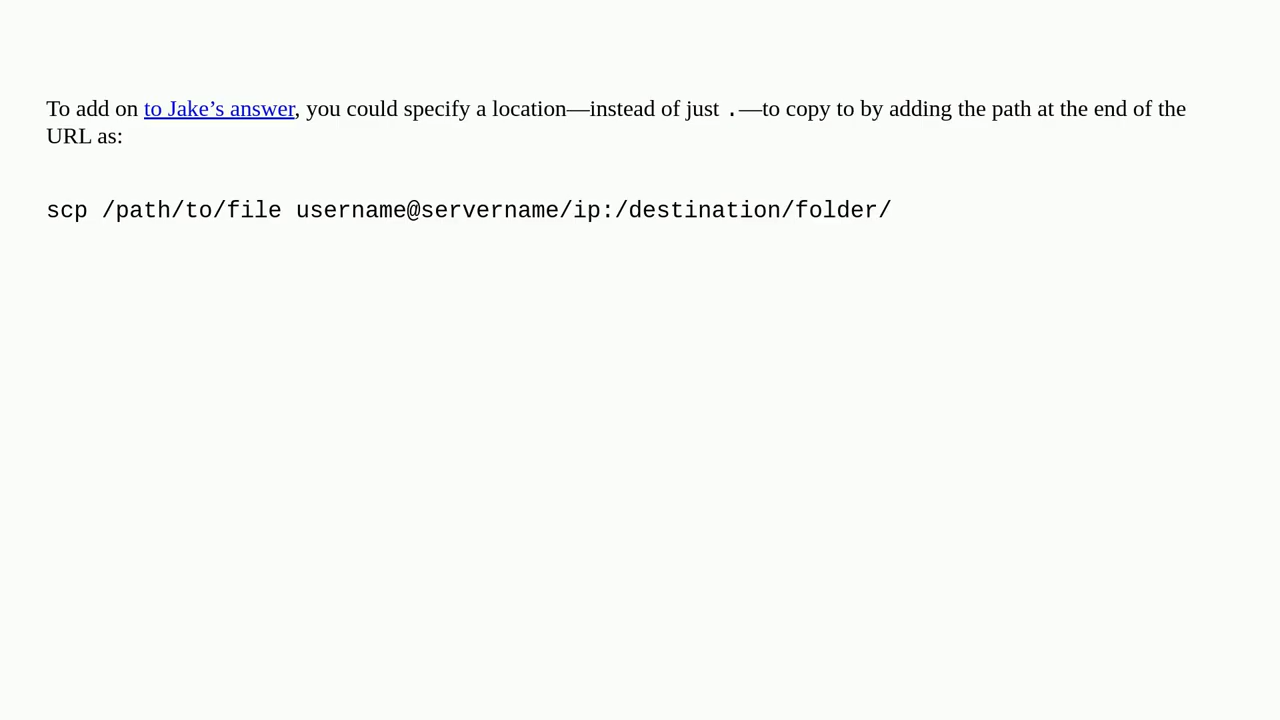 To add on to Jake’s answer, you could specify a location—instead of just .—to copy to by adding the path at the end of the
URL as:
scp /path/to/file username@servername/ip:/destination/folder/